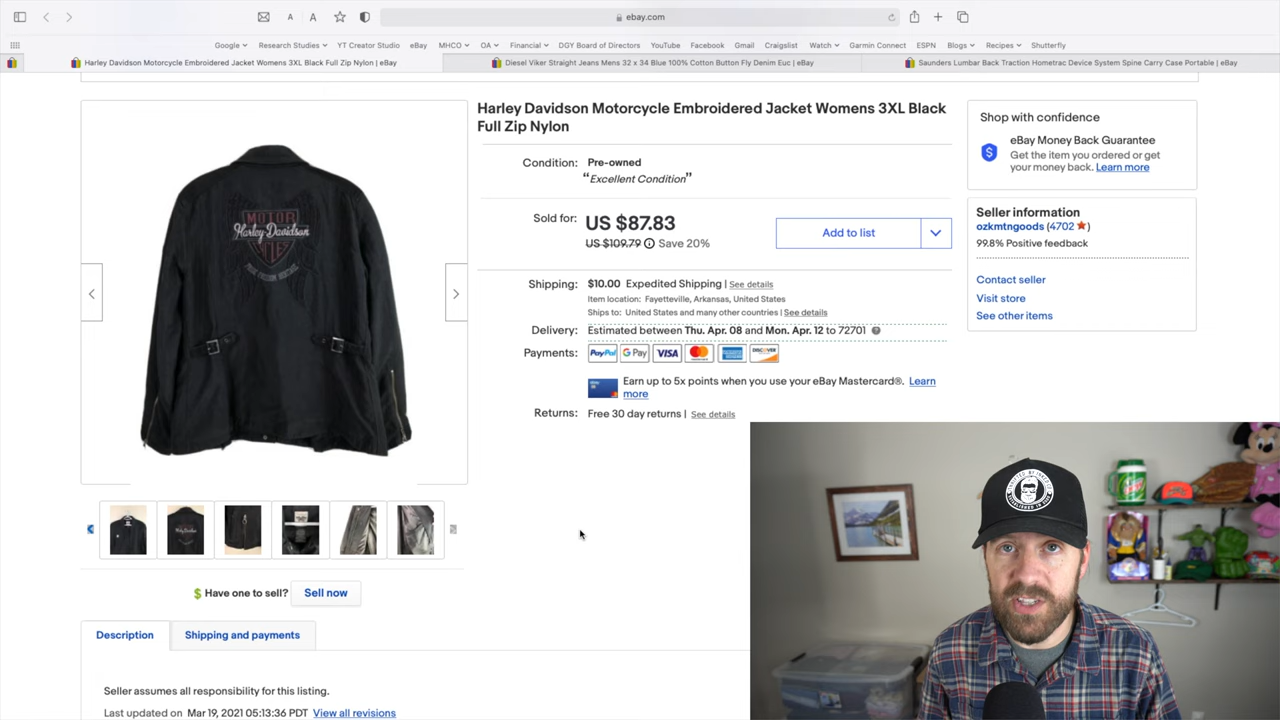 ebay.com
Google Research Studies YT Creator Studio eBay MHCO OA Financial DGY Board of Directors YouTube Facebook Gmail Craigslist Watch Garmin Connect ESPN Blogs Recipes Shutterfly
Harley Davidson Motorcycle Embroidered Jacket Womens 3XL Black Full Zip Nylon | eBay
Diesel Viker Straight Jeans Mens 32 x 34 Blue 100% Cotton Button Fly Denim Euc | eBay
Saunders Lumbar Back Traction Hometrac Device System Spine Carry Case Portable | eBay
MOTOR
Harley-Davidson
Harley Davidson Motorcycle Embroidered Jacket Womens 3XL Black
Full Zip Nylon
Condition: Pre-owned
“Excellent Condition”
Sold for: US $87.83
US $109.79 Save 20%
Add to list
Shipping: $10.00 Expedited Shipping | See details
Item location: Fayetteville, Arkansas, United States
Ships to: United States and many other countries | See details
Delivery: Estimated between Thu. Apr. 08 and Mon. Apr. 12 to 72701
Payments: PayPal G Pay VISA
Earn up to 5x points when you use your eBay Mastercard®. Learn
more
Returns: Free 30 day returns | See details
Shop with confidence
eBay Money Back Guarantee
Get the item you ordered or get
your money back. Learn more
Seller information
ozkmtngoods (4702)
99.8% Positive feedback
Contact seller
Visit store
See other items
Have one to sell? Sell now
Description
Shipping and payments
Seller assumes all responsibility for this listing.
Last updated on Mar 19, 2021 05:13:36 PDT View all revisions